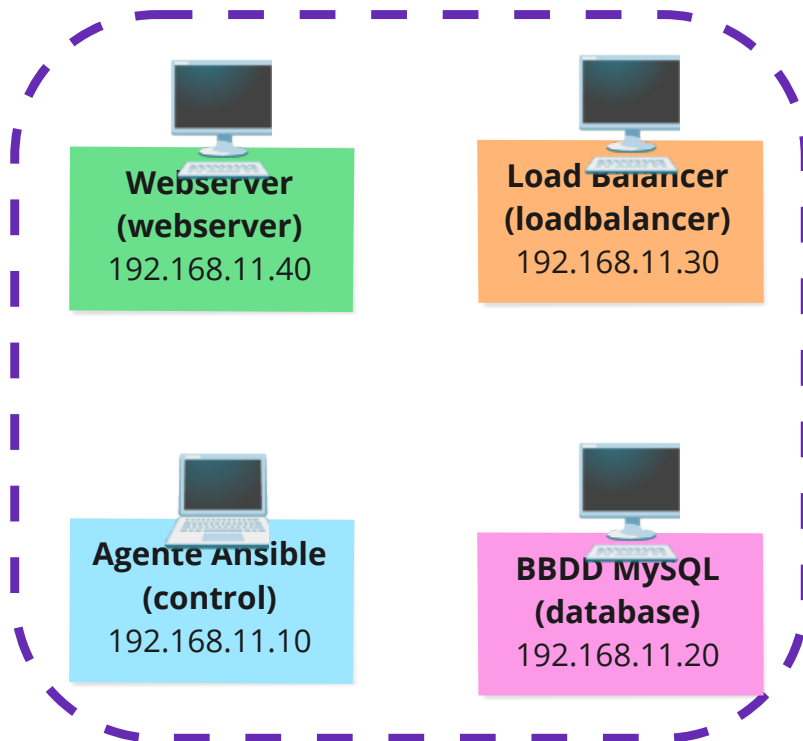 Webserver
(webserver)
192.168.11.40
Load Balancer
(loadbalancer)
192.168.11.30
Agente Ansible
(control)
192.168.11.10
BBDD MySQL
(database)
192.168.11.20